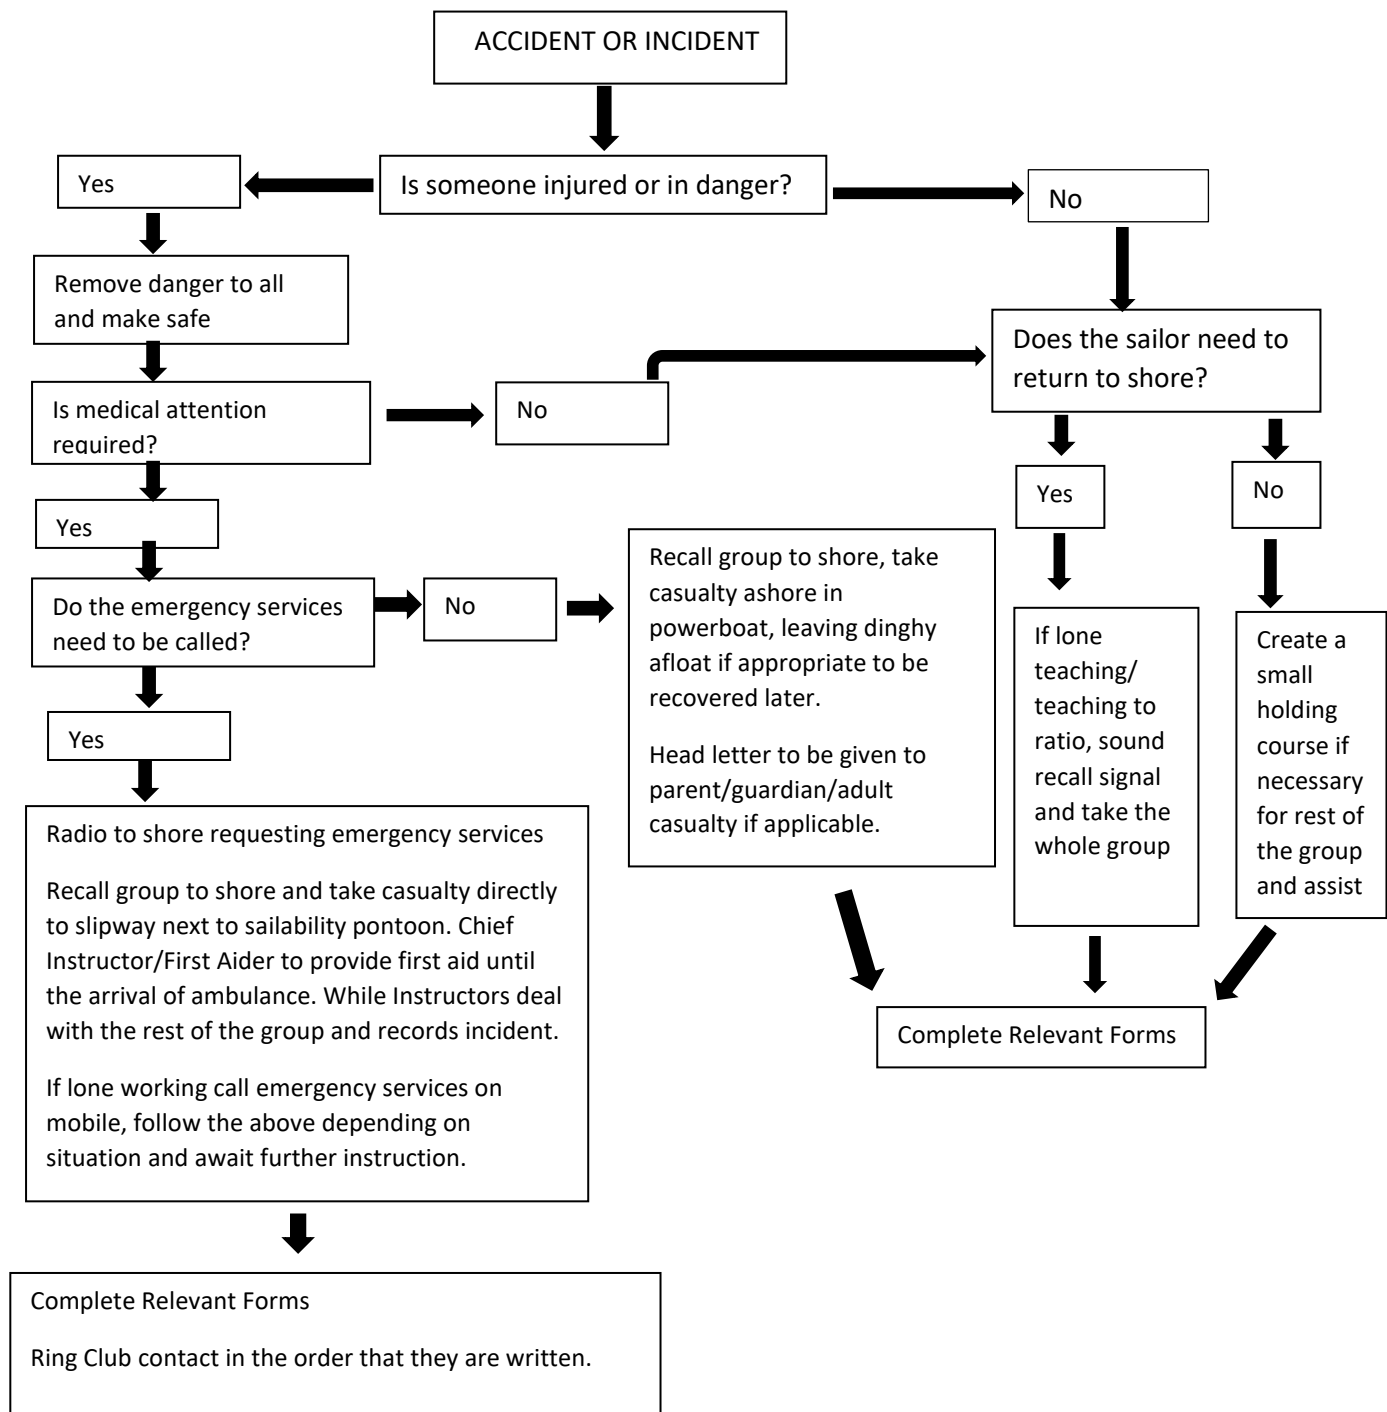 ACCIDENT OR INCIDENT
Is someone injured or in danger?
Yes
No
Remove danger to all
and make safe
Does the sailor need to
return to shore?
Is medical attention
required?
No
Yes
No
Yes
Do the emergency services
need to be called?
No
Recall group to shore, take
casualty ashore in
powerboat, leaving dinghy
afloat if appropriate to be
recovered later.
Head letter to be given to
parent/guardian/adult
casualty if applicable.
If lone
teaching/
teaching to
ratio, sound
recall signal
and take the
whole group
Create a
small
holding
course if
necessary
for rest of
the group
and assist
Yes
Radio to shore requesting emergency services
Recall group to shore and take casualty directly
to slipway next to sailability pontoon. Chief
Instructor/First Aider to provide first aid until
the arrival of ambulance. While Instructors deal
with the rest of the group and records incident.
If lone working call emergency services on
mobile, follow the above depending on
situation and await further instruction.
Complete Relevant Forms
Complete Relevant Forms
Ring Club contact in the order that they are written.